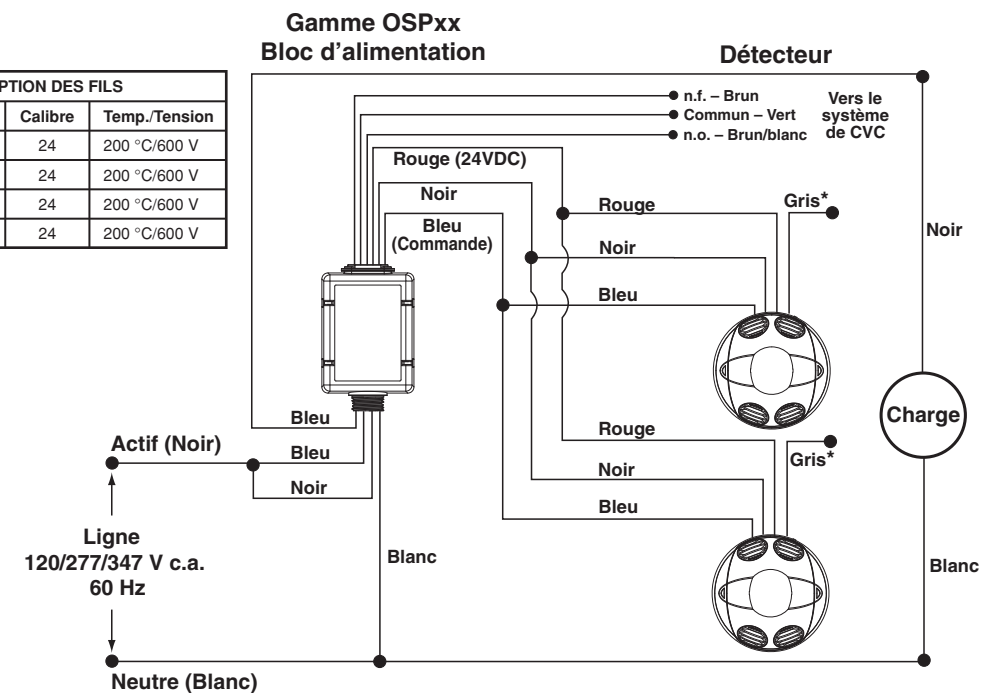 Gamme OSPxx
Bloc d'alimentation
Détecteur
PTION DES FILS
Calibre Temp./Tension
24 200 °C/600 V
24 200 °C/600 V
24 200 °C/600 V
24 200 °C/600 V
n.f. – Brun
Commun – Vert
n.o. – Brun/blanc
Vers le
système
de CVC
Rouge (24VDC)
Noir
Bleu
(Commande)
Rouge
Gris*
Noir
Noir
Bleu
Charge
Bleu
Actif (Noir)
Bleu
Noir
Rouge
Gris*
Noir
Bleu
Ligne
120/277/347 V c.a.
60 Hz
Blanc
Blanc
Neutre (Blanc)